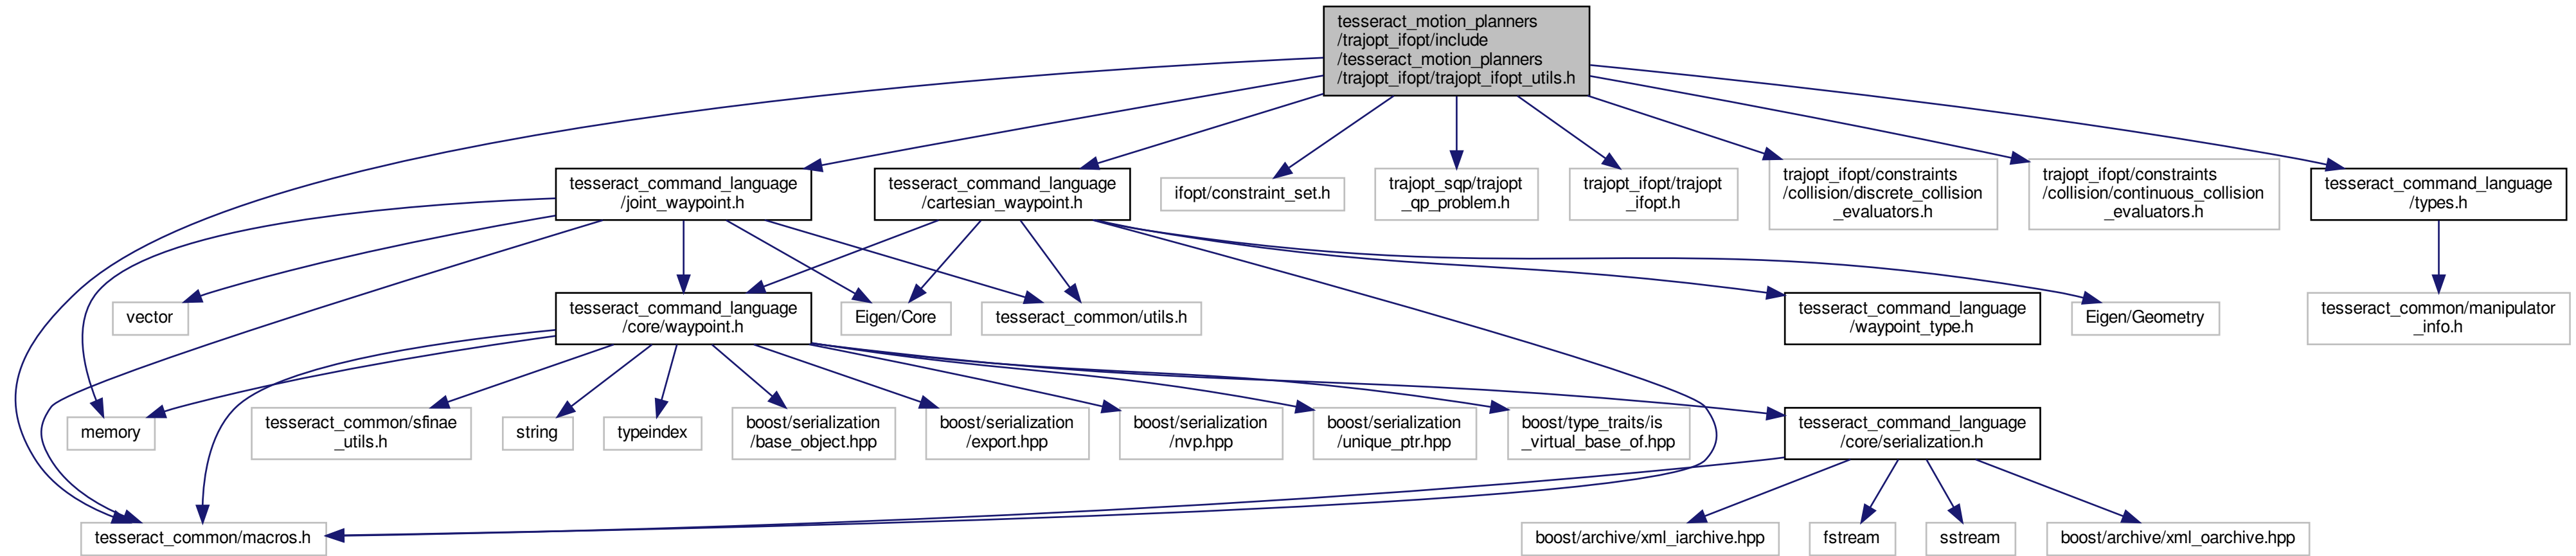 tesseract_motion_planners
/trajopt_ifopt/include
/tesseract_motion_planners
/trajopt_ifopt/trajopt_ifopt_utils.h
tesseract_command_language
/joint_waypoint.h
tesseract_command_language
/cartesian_waypoint.h
ifopt/constraint_set.h
trajopt_sqp/trajopt
_qp_problem.h
trajopt_ifopt/trajopt
_ifopt.h
trajopt_ifopt/constraints
/collision/discrete_collision
_evaluators.h
trajopt_ifopt/constraints
/collision/continuous_collision
_evaluators.h
tesseract_command_language
/types.h
vector
tesseract_command_language
/core/waypoint.h
Eigen/Core
tesseract_common/utils.h
tesseract_command_language
/waypoint_type.h
Eigen/Geometry
tesseract_common/manipulator
_info.h
memory
tesseract_common/sfinae
_utils.h
string
typeindex
boost/serialization
/base_object.hpp
boost/serialization
/export.hpp
boost/serialization
/nvp.hpp
boost/serialization
/unique_ptr.hpp
boost/type_traits/is
_virtual_base_of.hpp
tesseract_command_language
/core/serialization.h
tesseract_common/macros.h
boost/archive/xml_iarchive.hpp
fstream
sstream
boost/archive/xml_oarchive.hpp